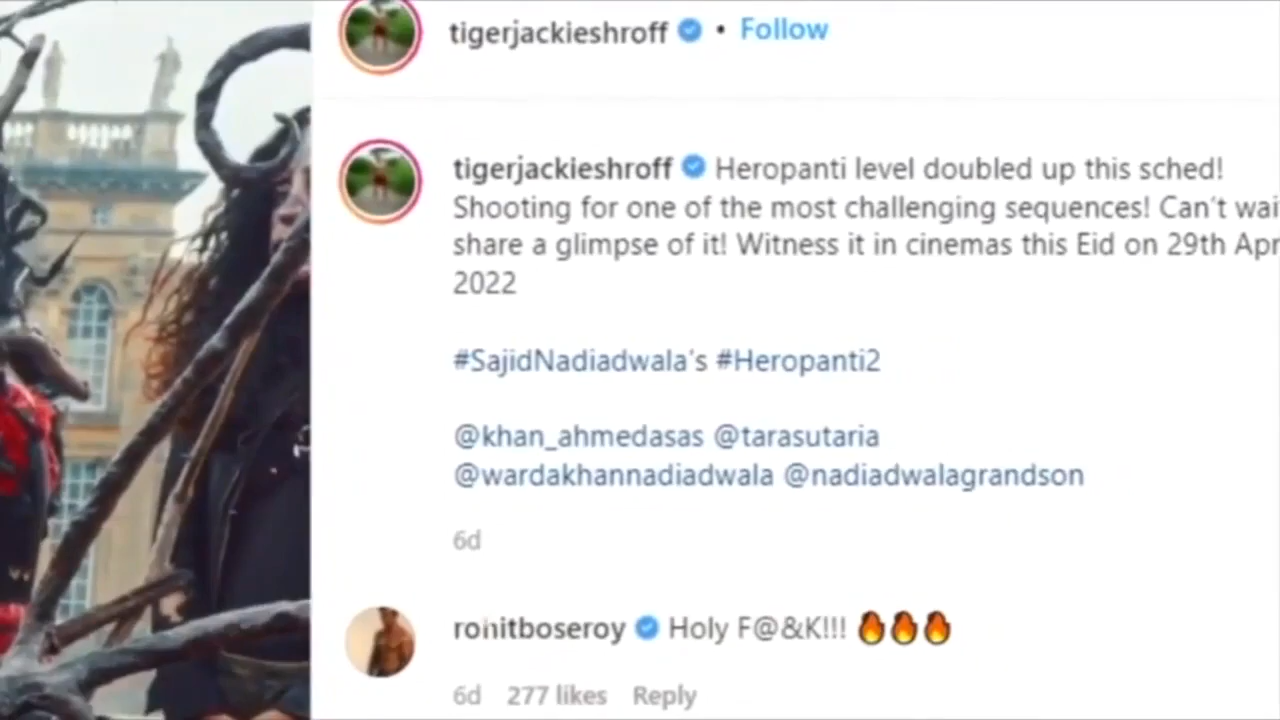 tigerjackieshroff • Follow
tigerjackieshroff Heropanti level doubled up this sched!
Shooting for one of the most challenging sequences! Can't
share a glimpse of it! Witness it in cinemas this Eid on 29th
2022
#SajidNadiadwala's #Heropanti2
@khan_ahmedasas @tarasutaria
@wardakhannadiadwala @nadiadwalagrandson
6d
rohitboseroy Holy F@&K!!! 🔥🔥🔥
6d 277 likes Reply